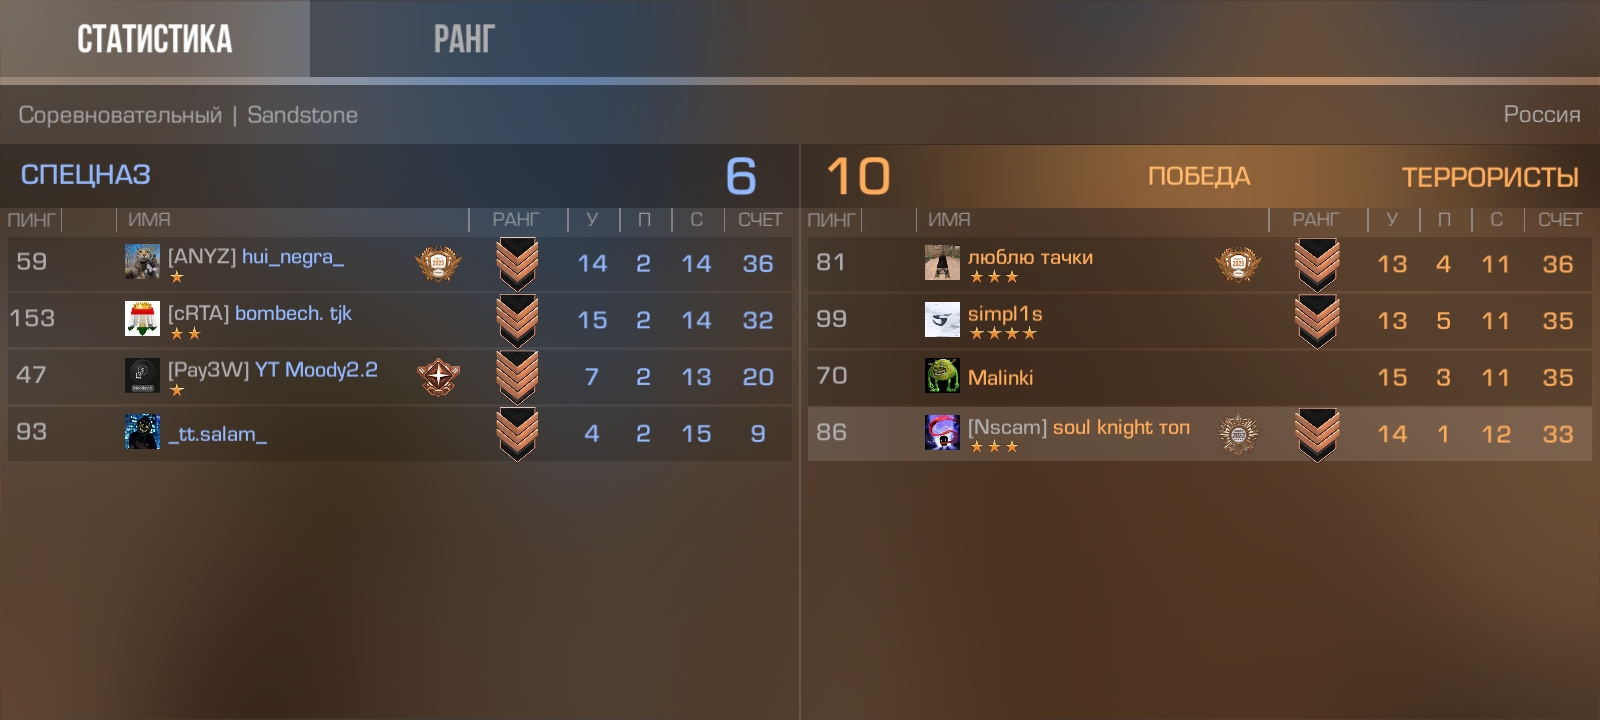 СТАТИСТИКА РАНГ
Соревновательный | Sandstone Россия
СПЕЦНАЗ 6 10 ПОБЕДА ТЕРРОРИСТЫ
ПИНГ ИМЯ РАНГ У П С СЧЕТ
59 [ANYZ] hui_negra_ 14 2 14 36
153 [cRTA] bombech. tjk 15 2 14 32
47 [Pay3W] YT Moody2.2 7 2 13 20
93 _tt.salam_ 4 2 15 9
ПИНГ ИМЯ РАНГ У П С СЧЕТ
81 люблю тачки 13 4 11 36
99 simpl1s 13 5 11 35
70 Malinki 15 3 11 35
86 [Nscam] soul knight топ 14 1 12 33